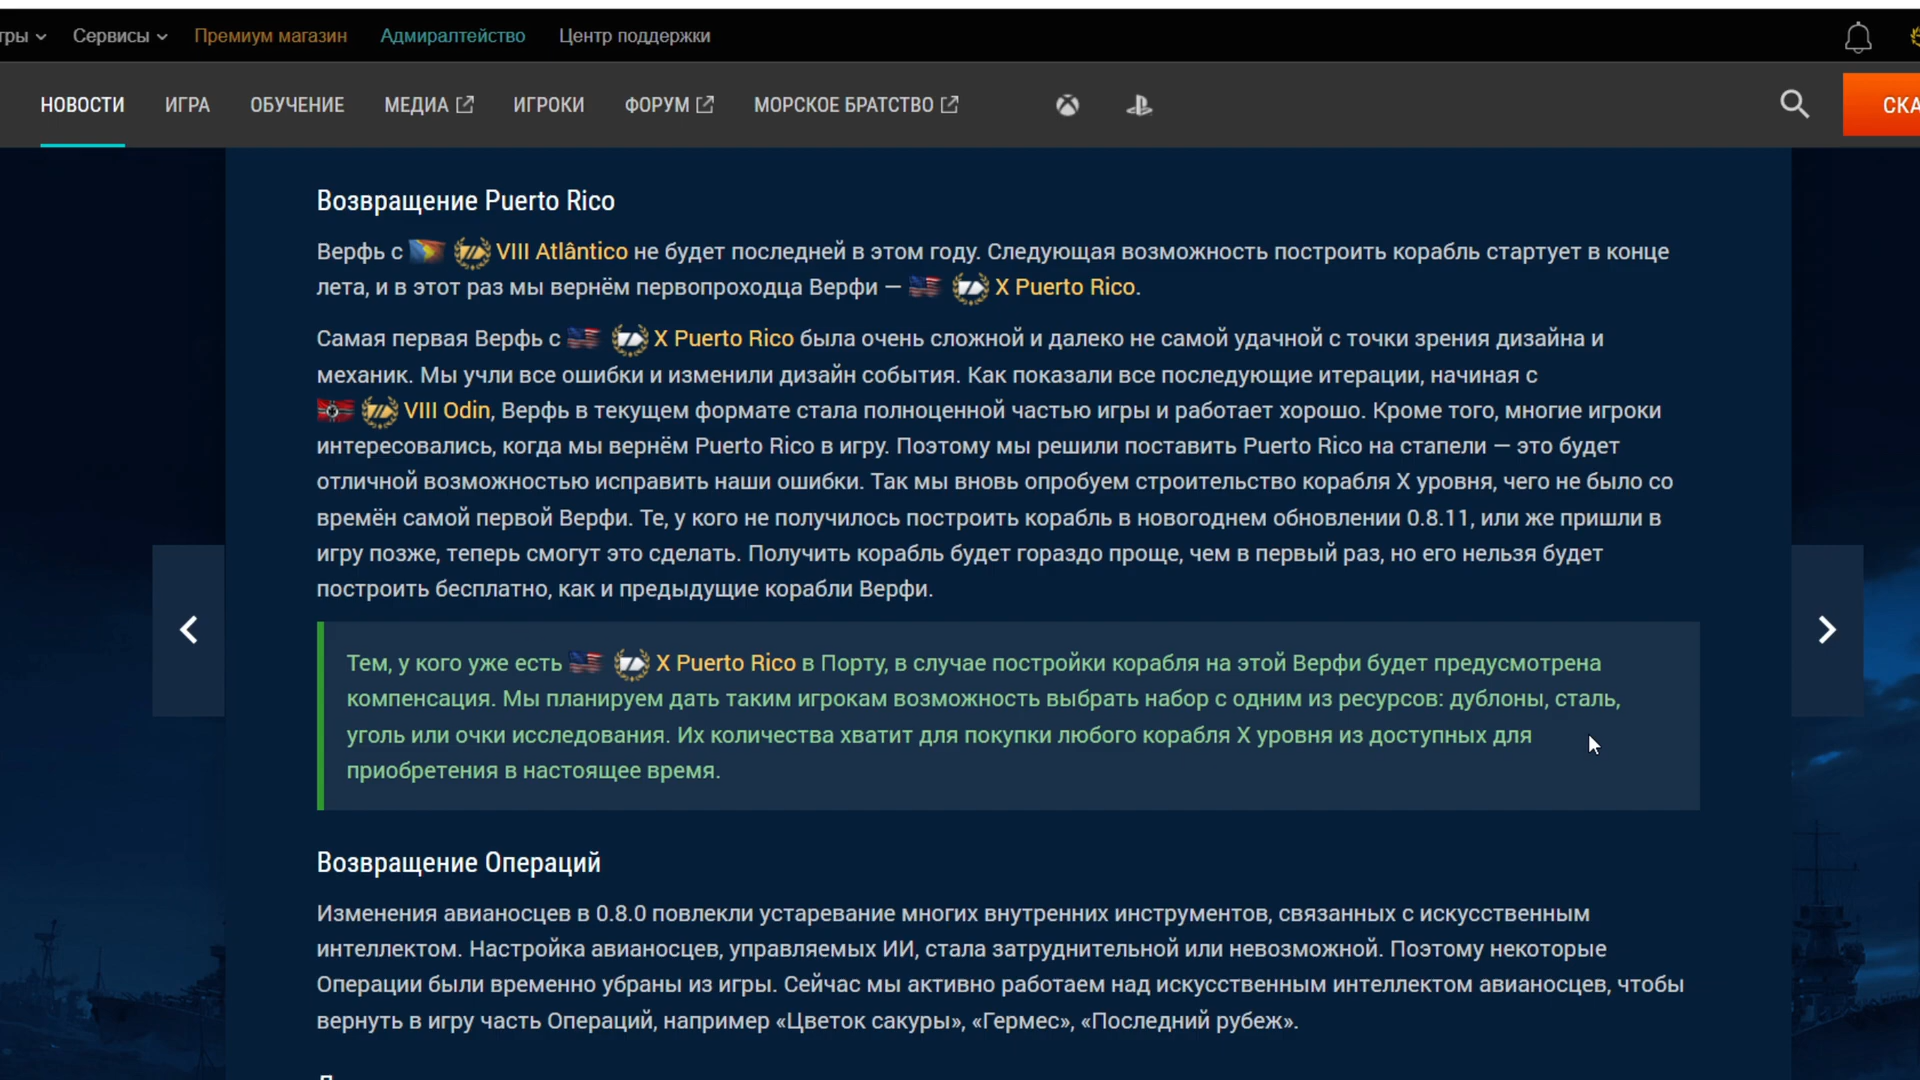 гры Сервисы Премиум магазин Адмиралтейство Центр поддержки
НОВОСТИ ИГРА ОБУЧЕНИЕ МЕДИА ИГРОКИ ФОРУМ МОРСКОЕ БРАТСТВО СКА
Возвращение Puerto Rico
Верфь с VIII Atlântico не будет последней в этом году. Следующая возможность построить корабль стартует в конце
лета, и в этот раз мы вернём первопроходца Верфи — X Puerto Rico.
Самая первая Верфь с X Puerto Rico была очень сложной и далеко не самой удачной с точки зрения дизайна и
механик. Мы учли все ошибки и изменили дизайн события. Как показали все последующие итерации, начиная с
VIII Odin, Верфь в текущем формате стала полноценной частью игры и работает хорошо. Кроме того, многие игроки
интересовались, когда мы вернём Puerto Rico в игру. Поэтому мы решили поставить Puerto Rico на стапели — это будет
отличной возможностью исправить наши ошибки. Так мы вновь опробуем строительство корабля X уровня, чего не было со
времён самой первой Верфи. Те, у кого не получилось построить корабль в новогоднем обновлении 0.8.11, или же пришли в
игру позже, теперь смогут это сделать. Получить корабль будет гораздо проще, чем в первый раз, но его нельзя будет
построить бесплатно, как и предыдущие корабли Верфи.
Тем, у кого уже есть X Puerto Rico в Порту, в случае постройки корабля на этой Верфи будет предусмотрена
компенсация. Мы планируем дать таким игрокам возможность выбрать набор с одним из ресурсов: дублоны, сталь,
уголь или очки исследования. Их количества хватит для покупки любого корабля X уровня из доступных для
приобретения в настоящее время.
Возвращение Операций
Изменения авианосцев в 0.8.0 повлекли устаревание многих внутренних инструментов, связанных с искусственным
интеллектом. Настройка авианосцев, управляемых ИИ, стала затруднительной или невозможной. Поэтому некоторые
Операции были временно убраны из игры. Сейчас мы активно работаем над искусственным интеллектом авианосцев, чтобы
вернуть в игру часть Операций, например «Цветок сакуры», «Гермес», «Последний рубеж».